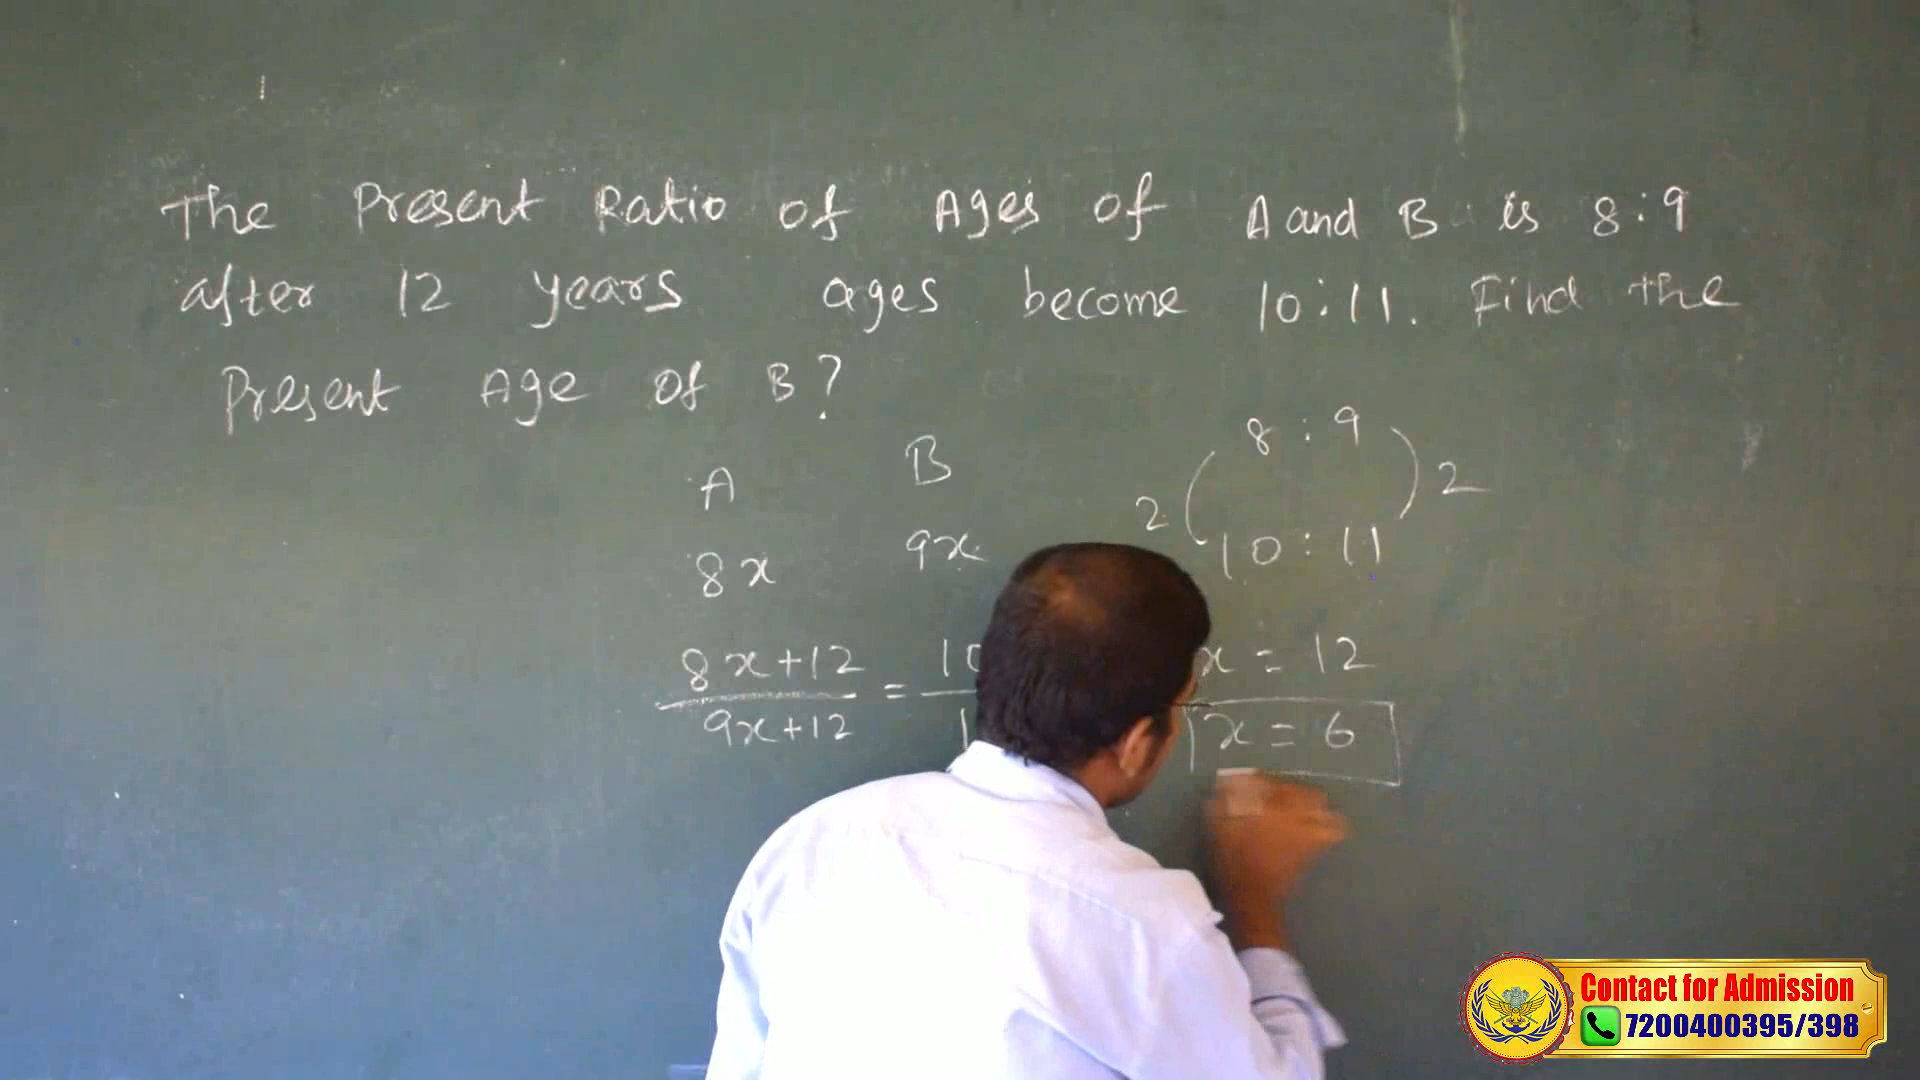 The Present Ratio of Ages of A and B is 8:9
after 12 years ages become 10:11. Find the
Present Age of B?
A B
8x 9x
8x+12 = 10
9x+12
8 : 9
2 ( ) 2
10 : 11
x = 12
x = 6
Contact for Admission
7200400395/398